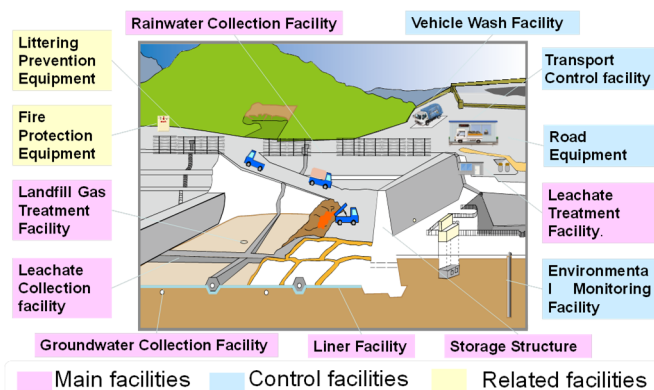 Rainwater Collection Facility
Vehicle Wash Facility
Littering
Prevention
Equipment
Transport
Control facility
Fire
Protection
Equipment
Road
Equipment
Landfill Gas
Treatment
Facility
Leachate
Treatment
Facility.
Leachate
Collection
facility
Environmenta
l Monitoring
Facility
Groundwater Collection Facility
Liner Facility
Storage Structure
Main facilities
Control facilities
Related facilities